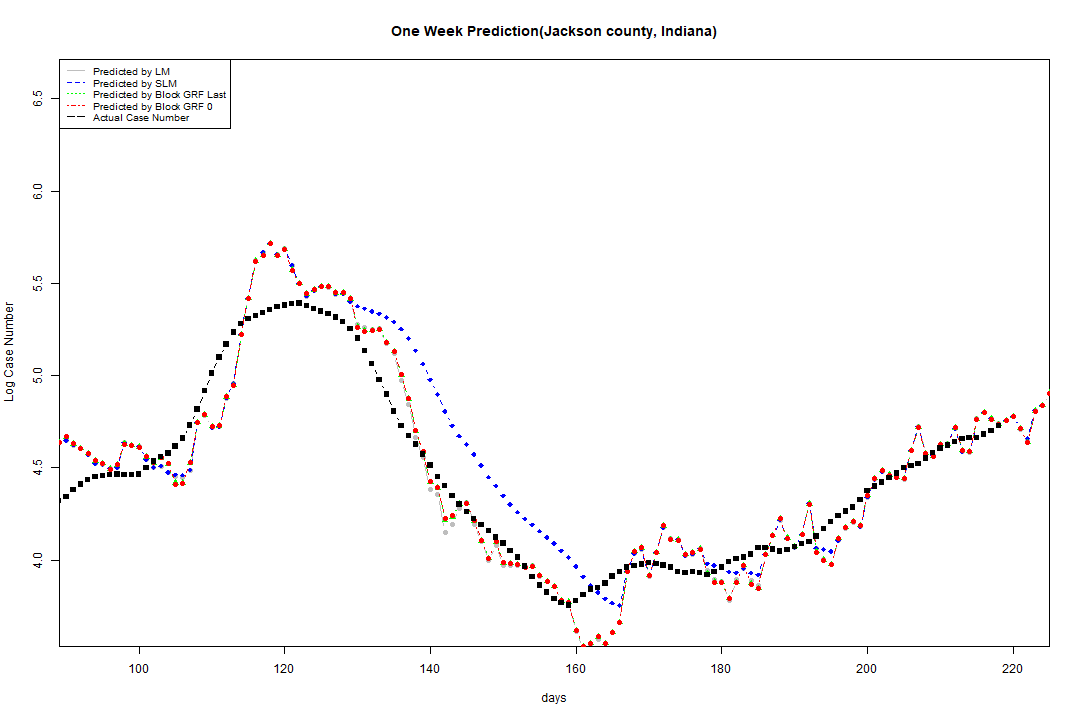 One Week Prediction(Jackson county, Indiana)
Predicted by LM
Predicted by SLM
Predicted by Block GRF Last
Predicted by Block GRF 0
Actual Case Number
6.5
6.0
5.5
5.0
4.5
4.0
Log Case Number
100 120 140 160 180 200 220
days